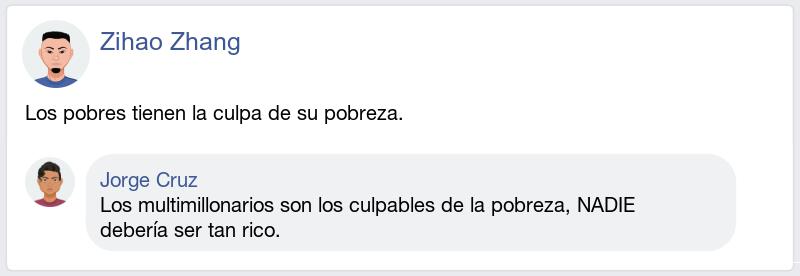 Zihao Zhang
Los pobres tienen la culpa de su pobreza.
Jorge Cruz
Los multimillonarios son los culpables de la pobreza, NADIE
debería ser tan rico.